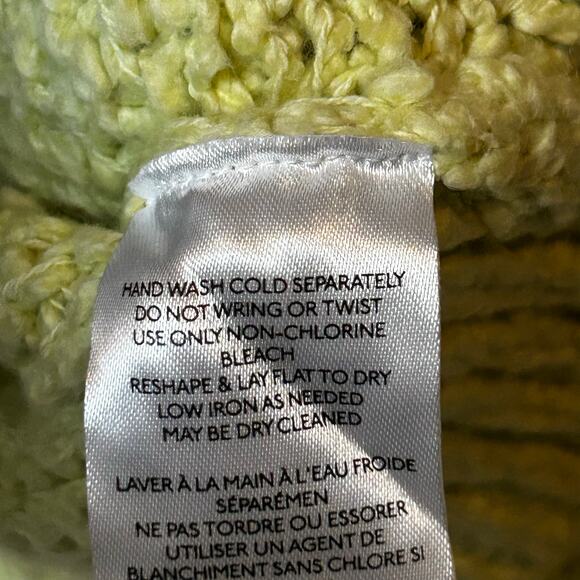 HAND WASH COLD SEPARATELY
DO NOT WRING OR TWIST
USE ONLY NON-CHLORINE
BLEACH
RESHAPE & LAY FLAT TO DRY
LOW IRON AS NEEDED
MAY BE DRY CLEANED
LAVER À LA MAIN À L'EAU FROIDE
SÉPARÉMEN
NE PAS TORDRE OU ESSORER
UTILISER UN AGENT DE
BLANCHIMENT SANS CHLORE SI